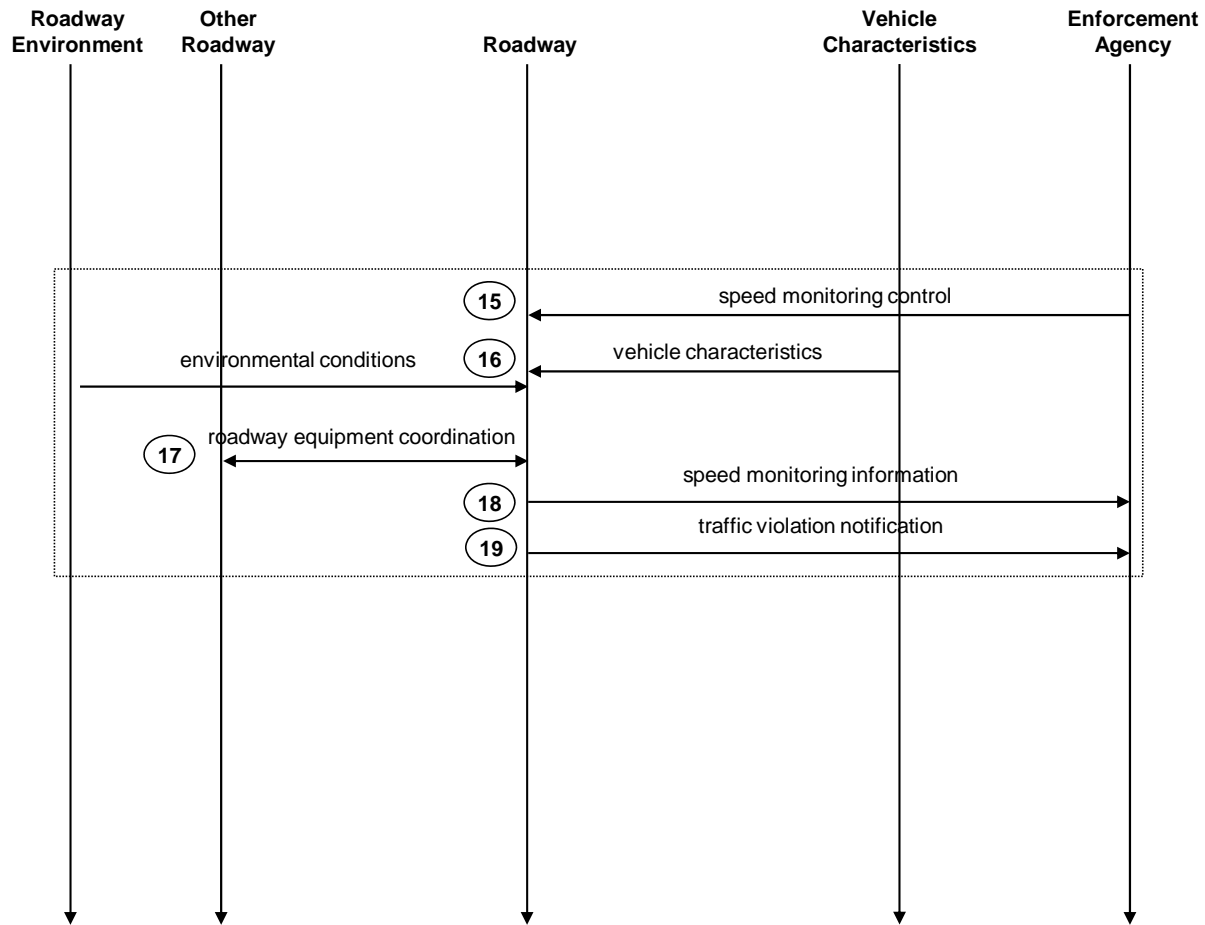 Roadway
Environment
Other
Roadway
Roadway
Vehicle
Characteristics
Enforcement
Agency
15
speed monitoring control
16
vehicle characteristics
environmental conditions
17
roadway equipment coordination
18
speed monitoring information
19
traffic violation notification